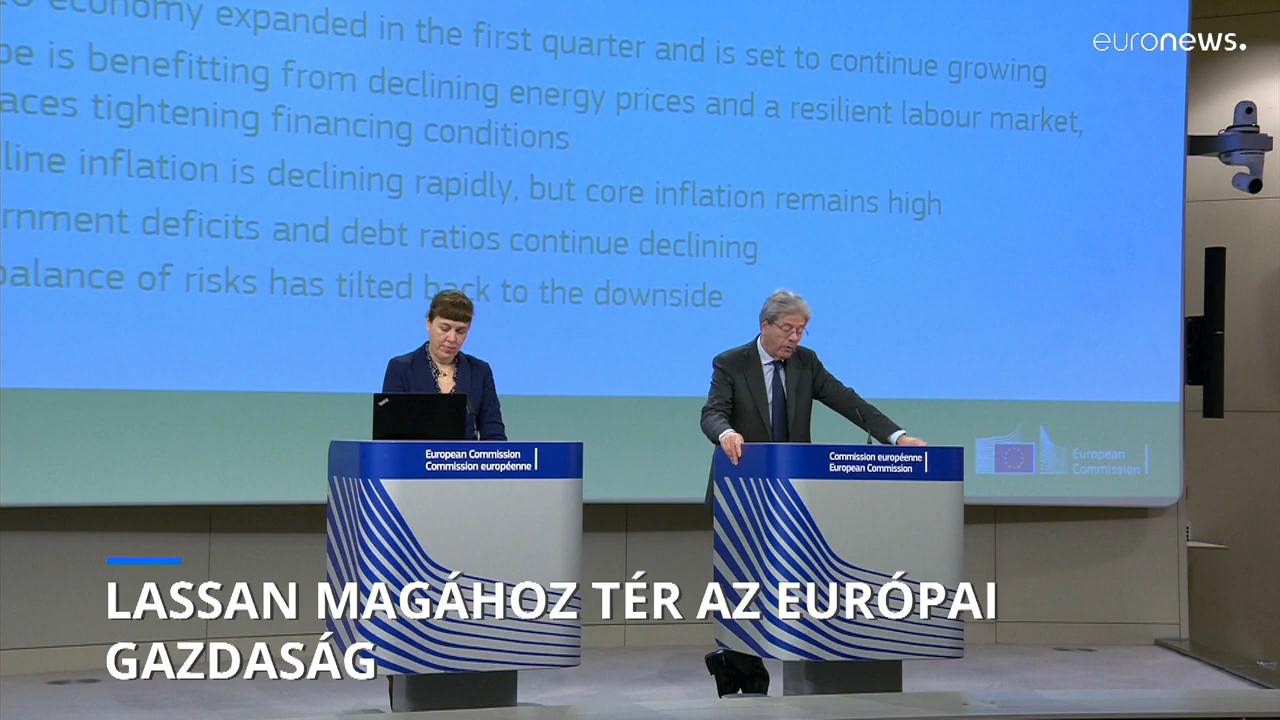 economy expanded in the first quarter and is set to continue growing
euronews.
is benefitting from declining energy prices and a resilient labour market,
tightening financing conditions
inflation is declining rapidly, but core inflation remains high
deficits and debt ratios continue declining
balance of risks has tilted back to the downside
European Commission
Commission européenne
Commission européenne
European Commission
European
Commission
LASSAN MAGÁHOZ TÉR AZ EURÓPAI
GAZDASÁG